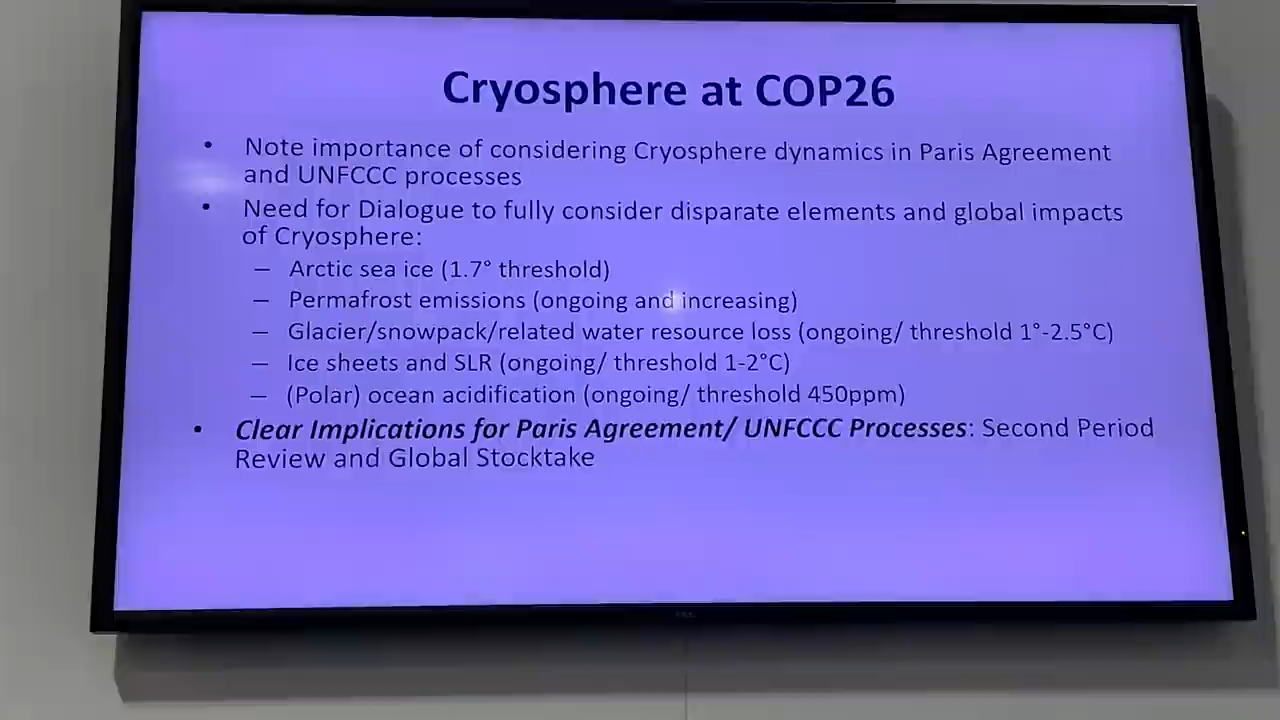 Cryosphere at COP26
• Note importance of considering Cryosphere dynamics in Paris Agreement
and UNFCCC processes
• Need for Dialogue to fully consider disparate elements and global impacts
of Cryosphere:
– Arctic sea ice (1.7° threshold)
– Permafrost emissions (ongoing and increasing)
– Glacier/snowpack/related water resource loss (ongoing/ threshold 1°-2.5°C)
– Ice sheets and SLR (ongoing/ threshold 1-2°C)
– (Polar) ocean acidification (ongoing/ threshold 450ppm)
• Clear Implications for Paris Agreement/ UNFCCC Processes: Second Period
Review and Global Stocktake